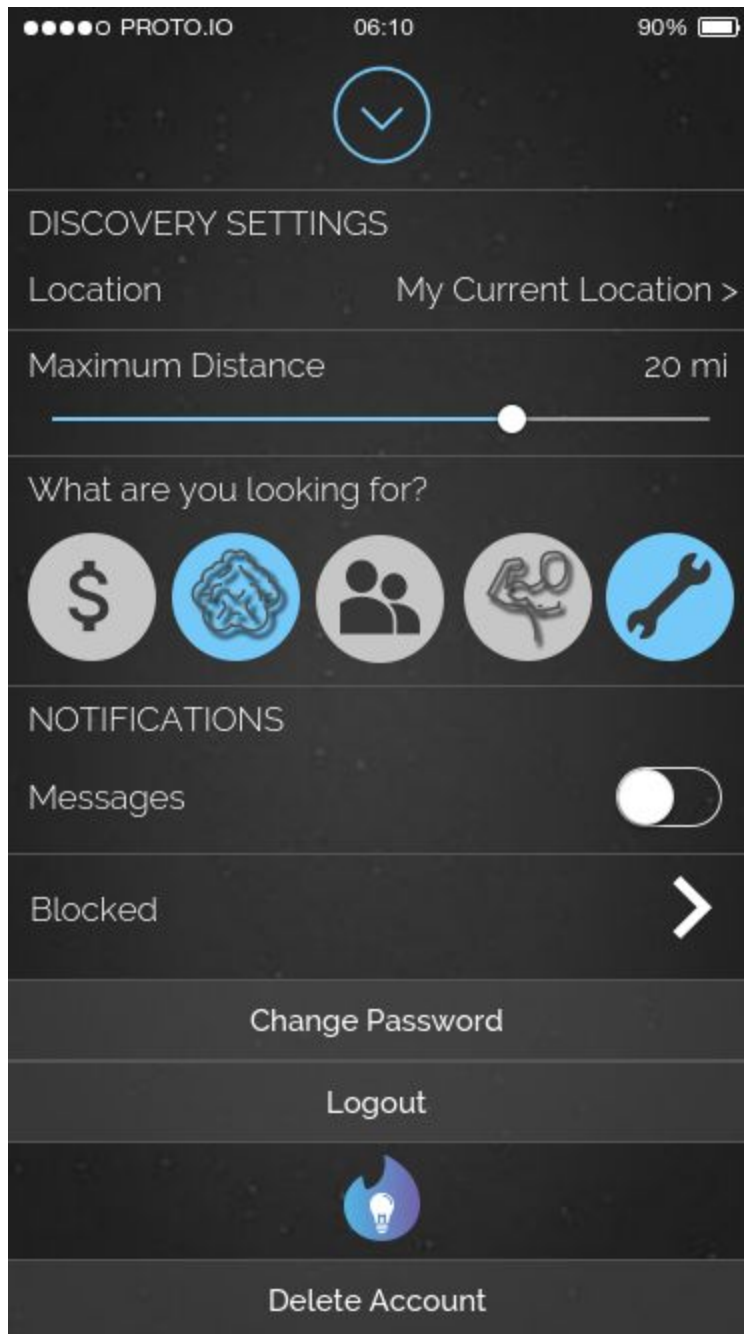 PROTO.IO 06:10 90%
DISCOVERY SETTINGS
Location My Current Location >
Maximum Distance 20 mi
What are you looking for?
$
NOTIFICATIONS
Messages
Blocked
Change Password
Logout
Delete Account